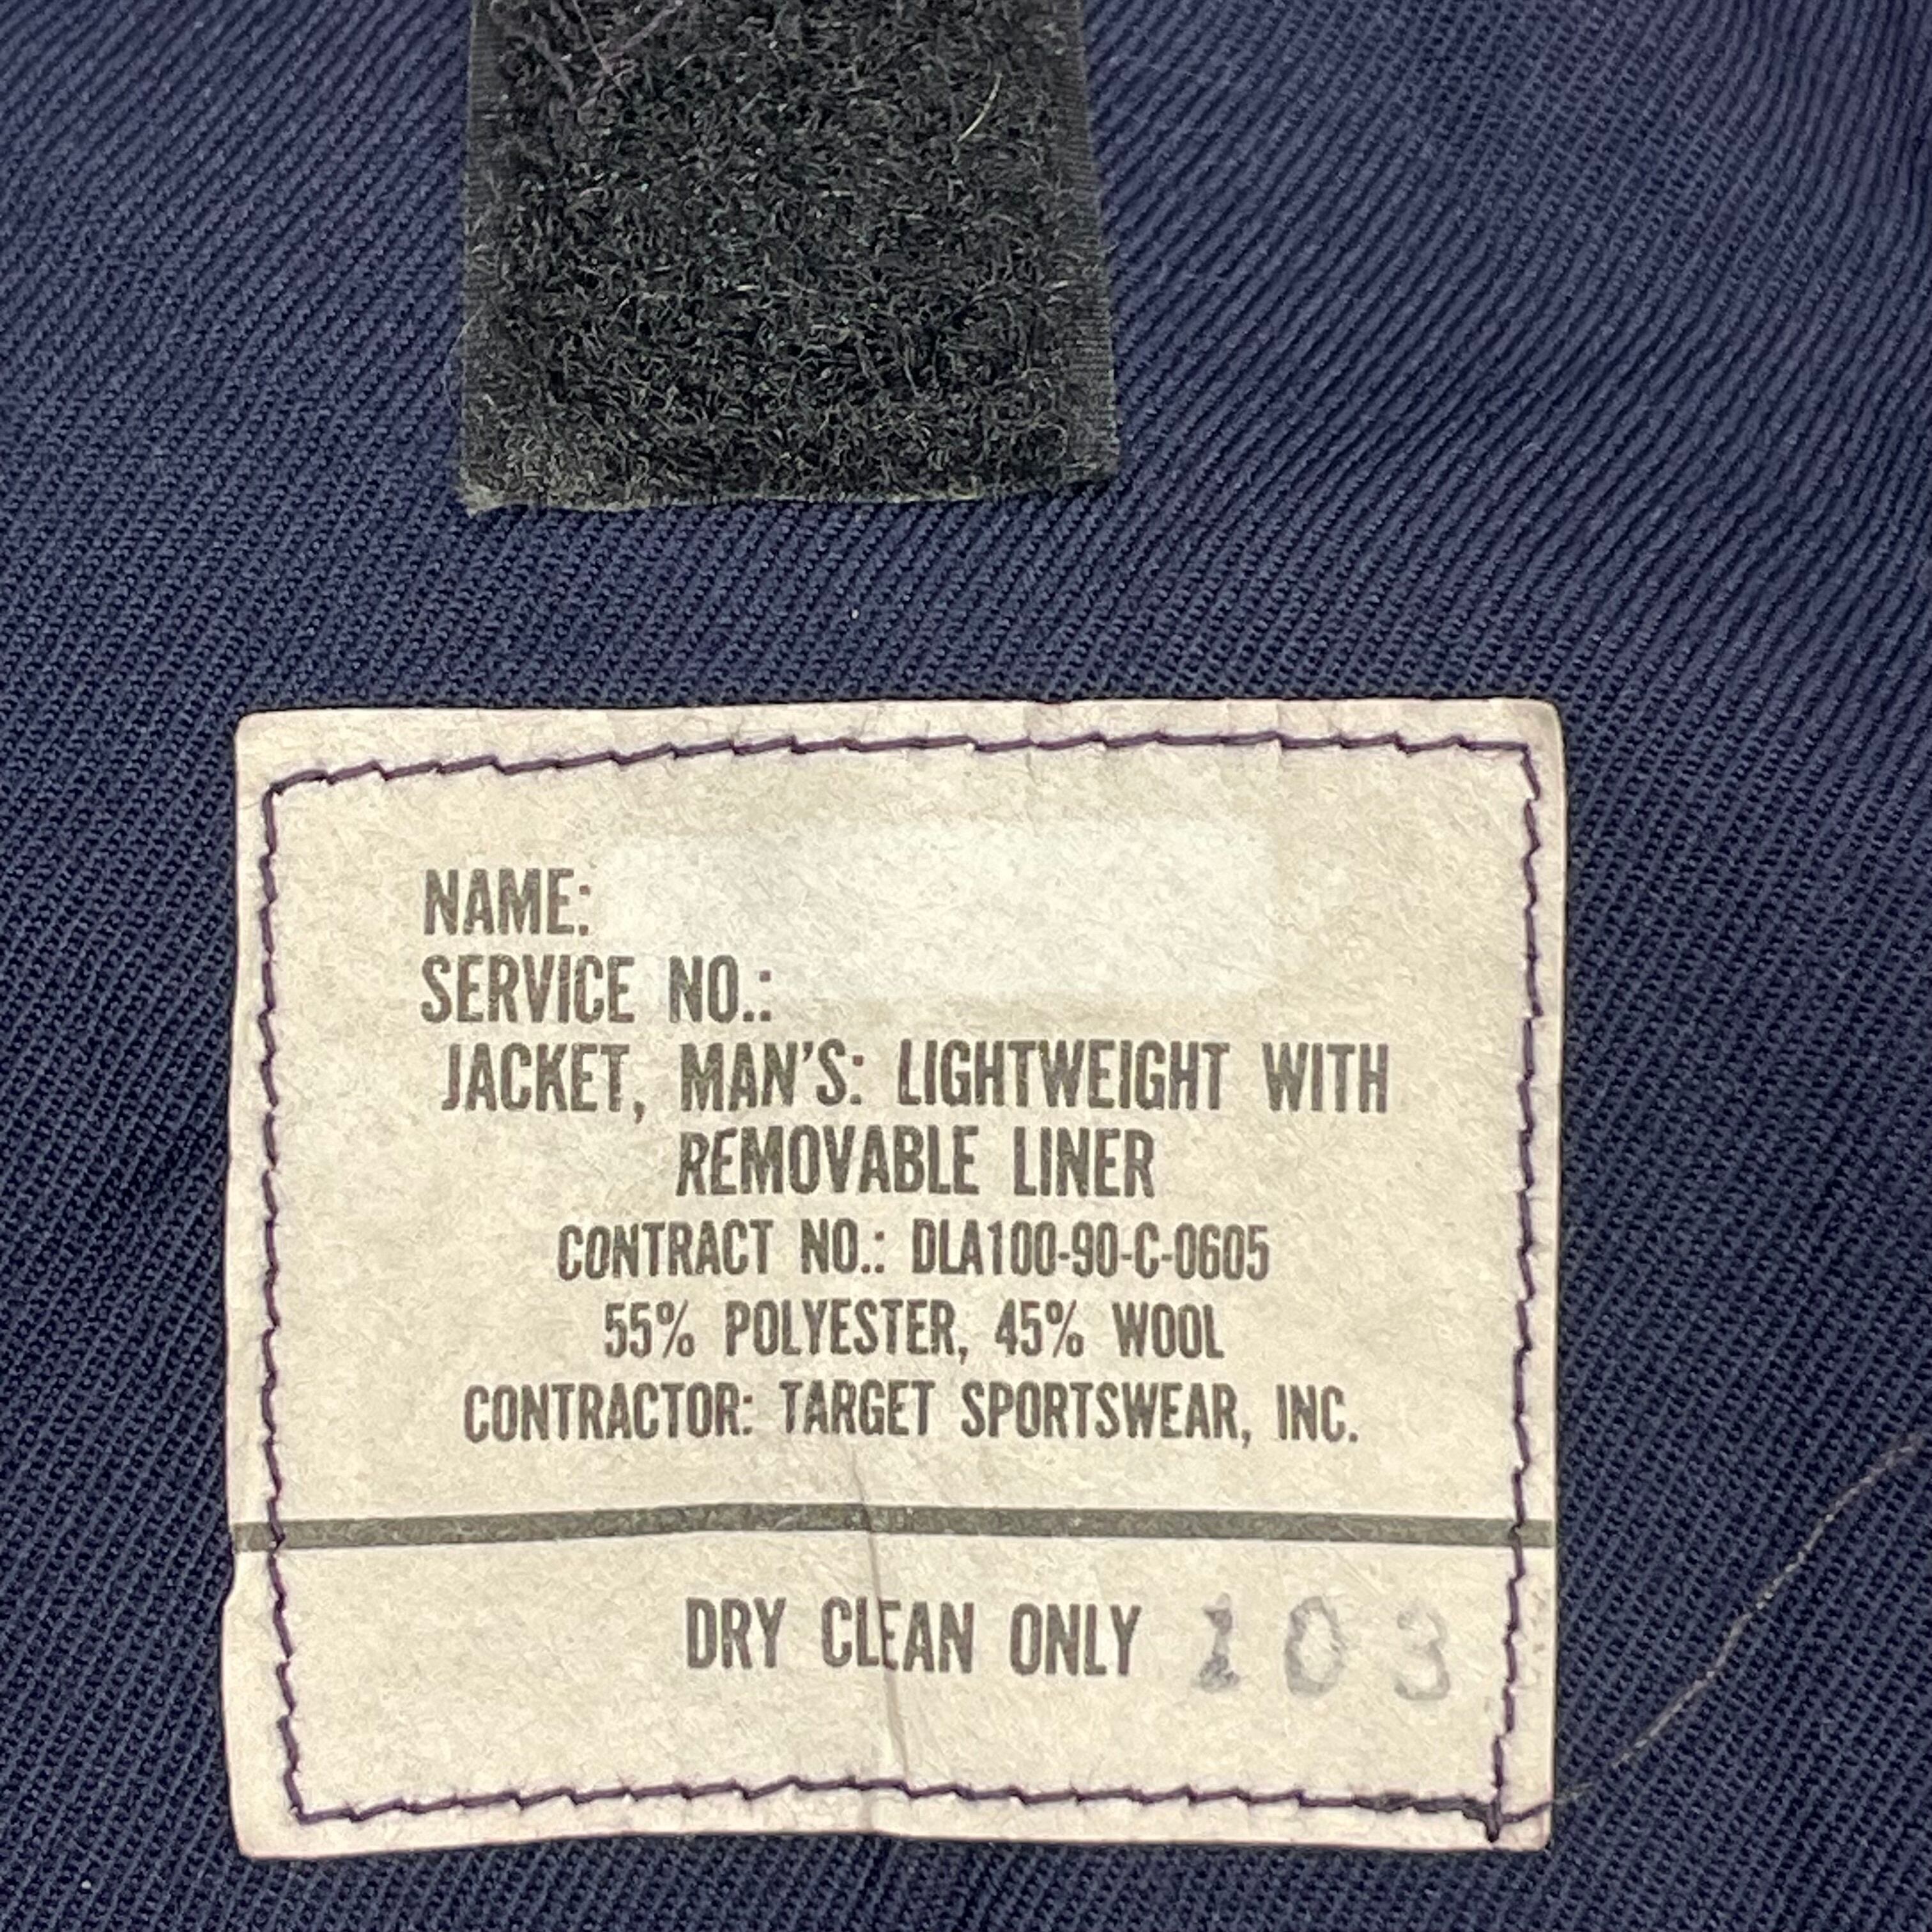 NAME:
SERVICE NO.:
JACKET, MAN'S: LIGHTWEIGHT WITH
REMOVABLE LINER
CONTRACT NO.: DLA100-90-C-0605
55% POLYESTER, 45% WOOL
CONTRACTOR: TARGET SPORTSWEAR, INC.
DRY CLEAN ONLY 103